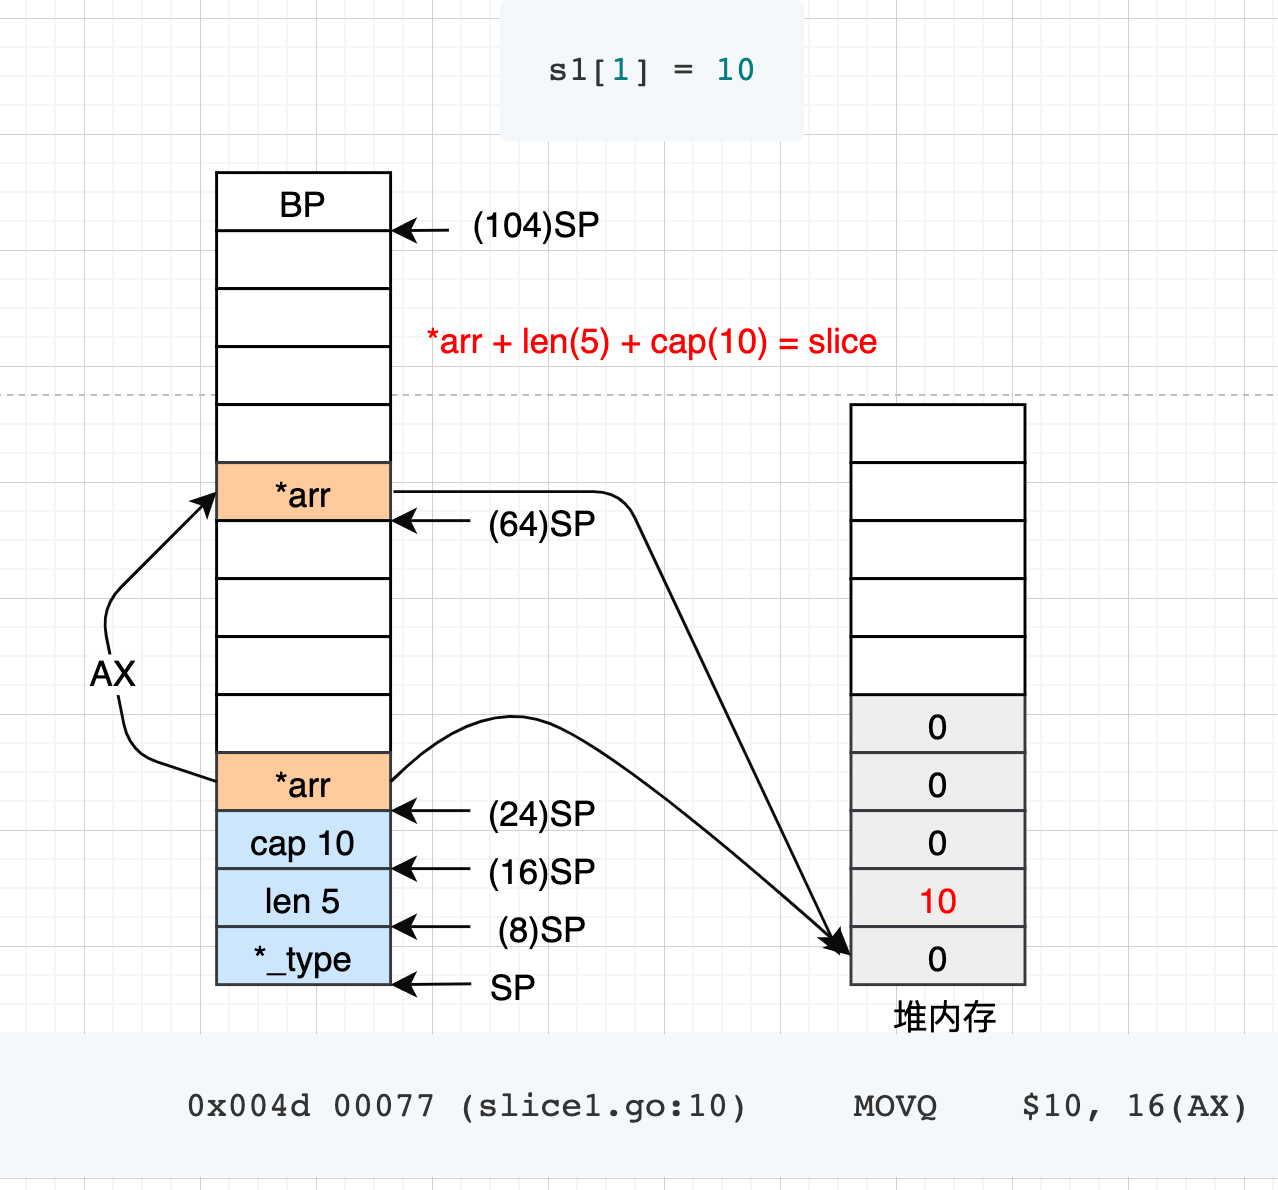 s1[1] = 10
BP
(104)SP
*arr + len(5) + cap(10) = slice
*arr
(64)SP
AX
0
*arr
0
(24)SP
cap 10
0
(16)SP
len 5
10
(8)SP
*_type
0
SP
堆内存
0x004d 00077 (slice1.go:10) MOVQ $10, 16(AX)